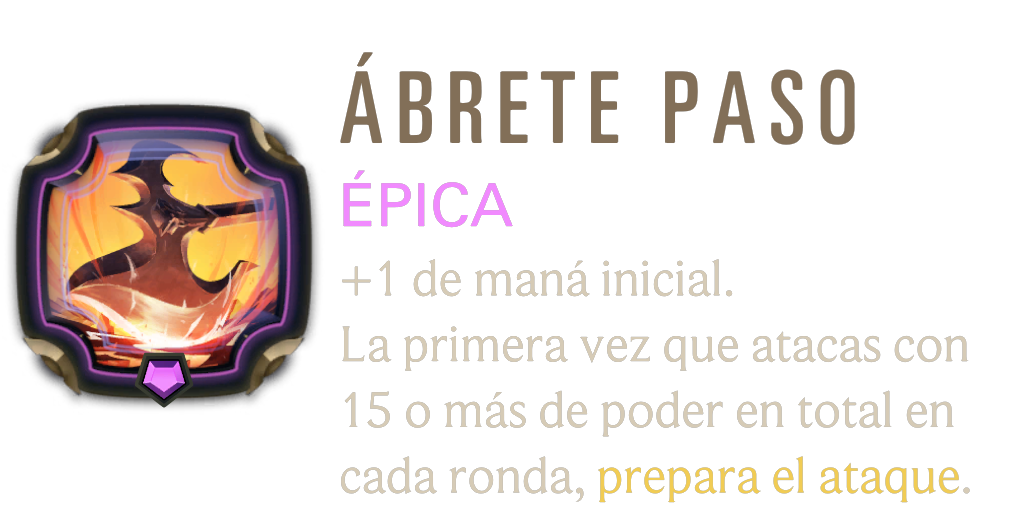 ÁBRETE PASO
ÉPICA
+1 de maná inicial.
La primera vez que atacas con
15 o más de poder en total en
cada ronda, prepara el ataque.